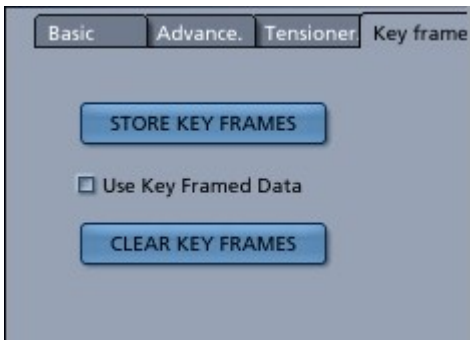 Basic Advance. Tensioner. Key frame
STORE KEY FRAMES
Use Key Framed Data
CLEAR KEY FRAMES